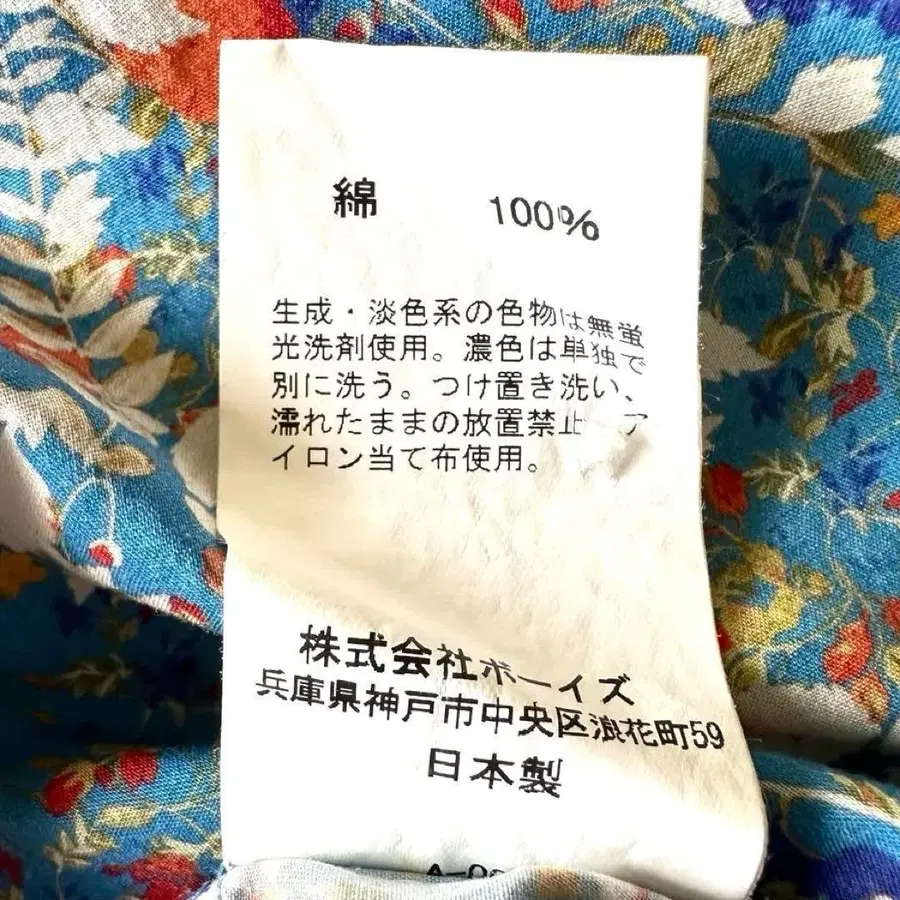 綿 100%
生成・淡色系の色物は無蛍
光洗剤使用。濃色は単独で
別に洗う。つけ置き洗い、
濡れたままの放置禁止 ア
イロン当て布使用。
株式会社ボーイズ
兵庫県神戸市中央区浪花町59
日本製